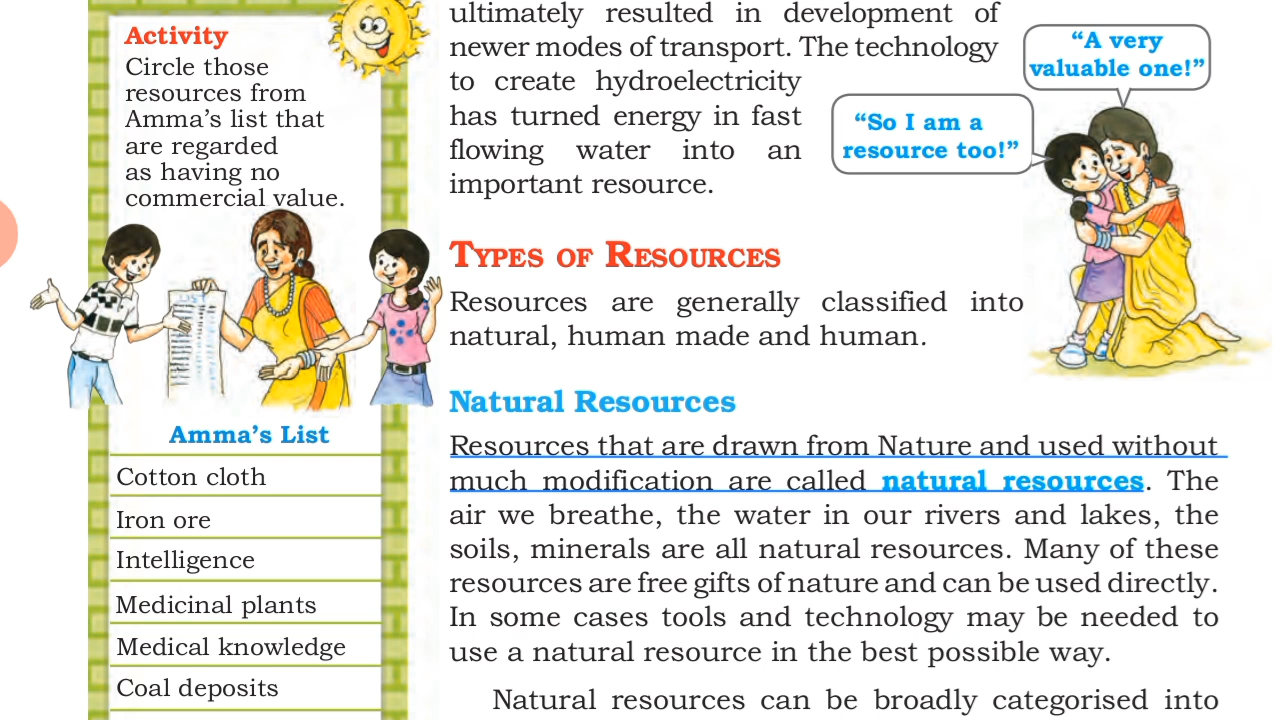 Activity
Circle those
resources from
Amma's list that
are regarded
as having no
commercial value.
LIST
Amma's List
Cotton cloth
Iron ore
Intelligence
Medicinal plants
Medical knowledge
Coal deposits
ultimately resulted in development of
newer modes of transport. The technology
to create hydroelectricity
has turned energy in fast
flowing water into an
important resource.
“A very
valuable one!”
“So I am a
resource too!”
TYPES OF RESOURCES
Resources are generally classified into
natural, human made and human.
Natural Resources
Resources that are drawn from Nature and used without
much modification are called natural resources. The
air we breathe, the water in our rivers and lakes, the
soils, minerals are all natural resources. Many of these
resources are free gifts of nature and can be used directly.
In some cases tools and technology may be needed to
use a natural resource in the best possible way.
Natural resources can be broadly categorised into